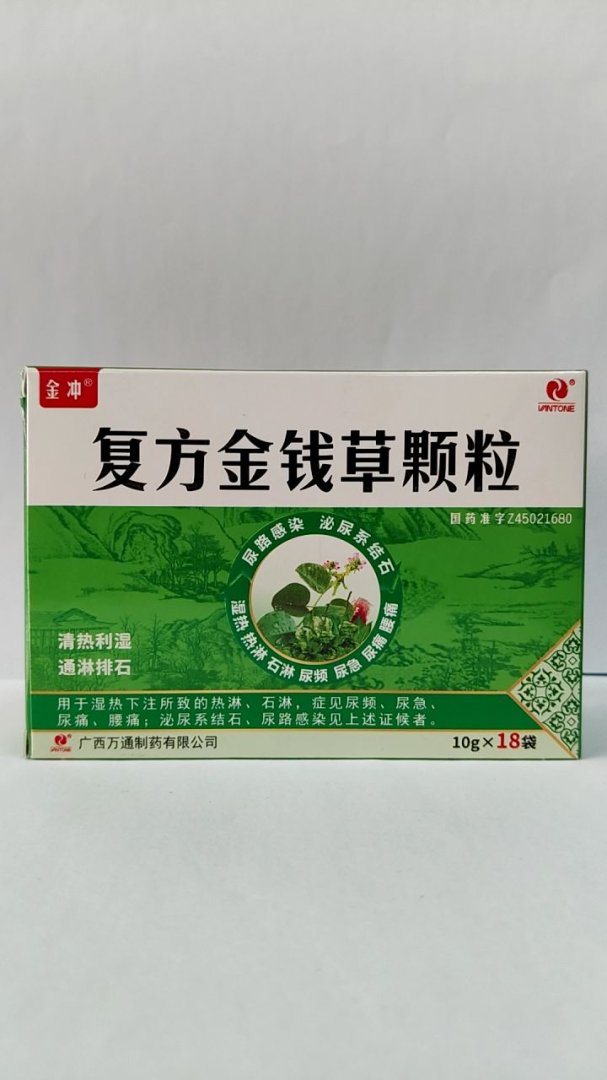 金冲®
VANTONE®
复方金钱草颗粒
国药准字Z45021680
尿路感染 泌尿系结石
湿热 热淋 石淋 尿频 尿急 尿痛 腰痛
清热利湿
通淋排石
用于湿热下注所致的热淋、石淋，症见尿频、尿急、
尿痛、腰痛；泌尿系结石、尿路感染见上述证候者。
VANTONE 广西万通制药有限公司
10g×18袋